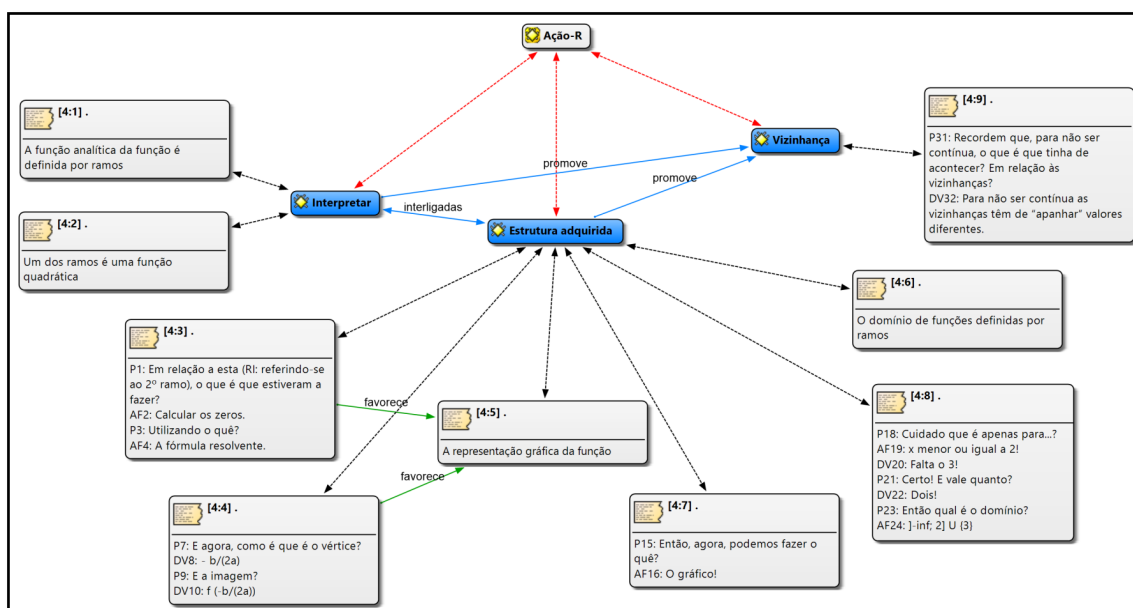 Ação-R
[4:1] .
A função analítica da função é
definida por ramos
[4:2] .
Um dos ramos é uma função
quadrática
Interpretar
interligadas
Estrutura adquirida
promove
promove
Vizinhança
[4:9] .
P31: Recordem que, para não ser
contínua, o que é que tinha de
acontecer? Em relação às
vizinhanças?
DV32: Para não ser contínua as
vizinhanças têm de “apanhar” valores
diferentes.
[4:6] .
O domínio de funções definidas por
ramos
[4:3] .
P1: Em relação a esta (RI: referindo-se
ao 2º ramo), o que é que estiveram a
fazer?
AF2: Calcular os zeros.
P3: Utilizando o quê?
AF4: A fórmula resolvente.
favorece
[4:5] .
A representação gráfica da função
favorece
[4:4] .
P7: E agora, como é que é o vértice?
DV8: - b/(2a)
P9: E a imagem?
DV10: f (-b/(2a))
[4:7] .
P15: Então, agora, podemos fazer o
quê?
AF16: O gráfico!
[4:8] .
P18: Cuidado que é apenas para...?
AF19: x menor ou igual a 2!
DV20: Falta o 3!
P21: Certo! E vale quanto?
DV22: Dois!
P23: Então qual é o domínio?
AF24: ]-inf; 2] U {3}